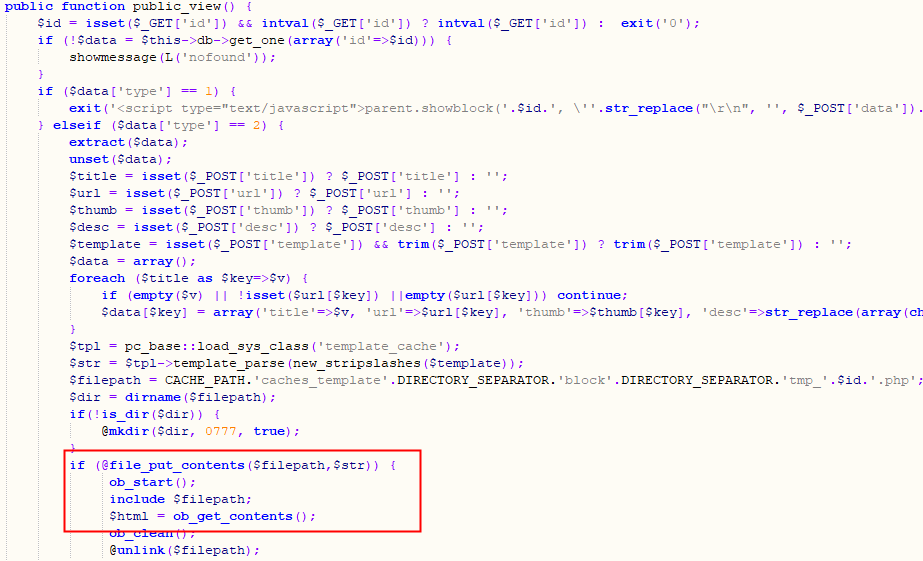 public function public_view() {
$id = isset($_GET['id']) && intval($_GET['id']) ? intval($_GET['id']) :  exit('0');
if (!$data = $this->db->get_one(array('id'=>$id))) {
showmessage(L('nofound'));
}
if ($data['type'] == 1) {
exit('<script type="text/javascript">parent.showblock('.$id.', \''.str_replace("\r\n", '', $_POST['data']).
} elseif ($data['type'] == 2) {
extract($data);
unset($data);
$title = isset($_POST['title']) ? $_POST['title'] : '';
$url = isset($_POST['url']) ? $_POST['url'] : '';
$thumb = isset($_POST['thumb']) ? $_POST['thumb'] : '';
$desc = isset($_POST['desc']) ? $_POST['desc'] : '';
$template = isset($_POST['template']) && trim($_POST['template']) ? trim($_POST['template']) : '';
$data = array();
foreach ($title as $key=>$v) {
if (empty($v) || !isset($url[$key]) ||empty($url[$key])) continue;
$data[$key] = array('title'=>$v, 'url'=>$url[$key], 'thumb'=>$thumb[$key], 'desc'=>str_replace(array(ch
}
$tpl = pc_base::load_sys_class('template_cache');
$str = $tpl->template_parse(new_stripslashes($template));
$filepath = CACHE_PATH.'caches_template'.DIRECTORY_SEPARATOR.'block'.DIRECTORY_SEPARATOR.'tmp_'.$id.'.php';
$dir = dirname($filepath);
if(!is_dir($dir)) {
@mkdir($dir, 0777, true);
}
if (@file_put_contents($filepath,$str)) {
ob_start();
include $filepath;
$html = ob_get_contents();
ob_clean();
@unlink($filepath);